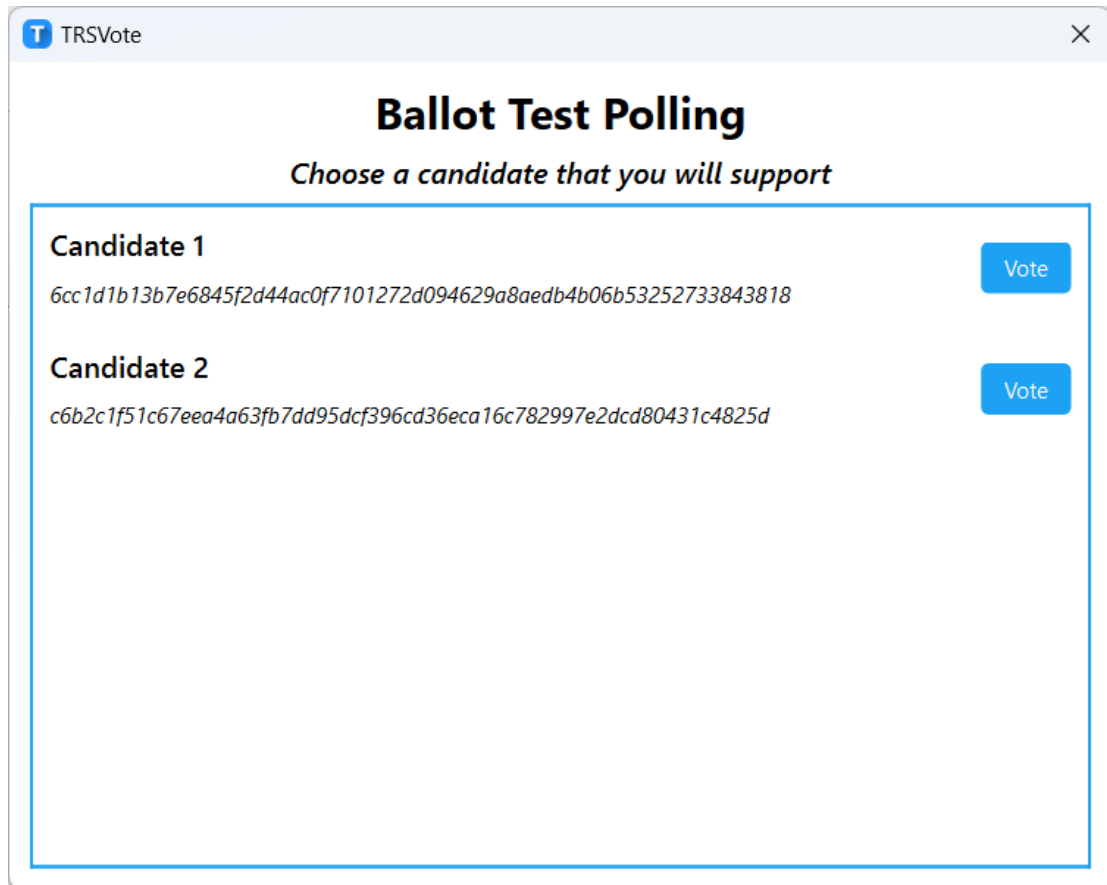 TRSVote
Ballot Test Polling
Choose a candidate that you will support
Candidate 1
Vote
6cc1d1b13b7e6845f2d44ac0f7101272d094629a8aedb4b06b53252733843818
Candidate 2
Vote
c6b2c1f51c67eea4a63fb7dd95dcf396cd36eca16c782997e2dcd80431c4825d